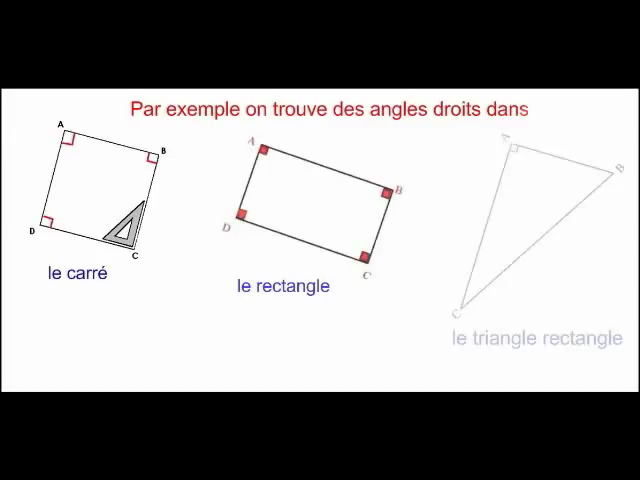 Par exemple on trouve des angles droits dans
A
B
D
C
le carré
A
B
D
C
le rectangle
A
B
C
le triangle rectangle